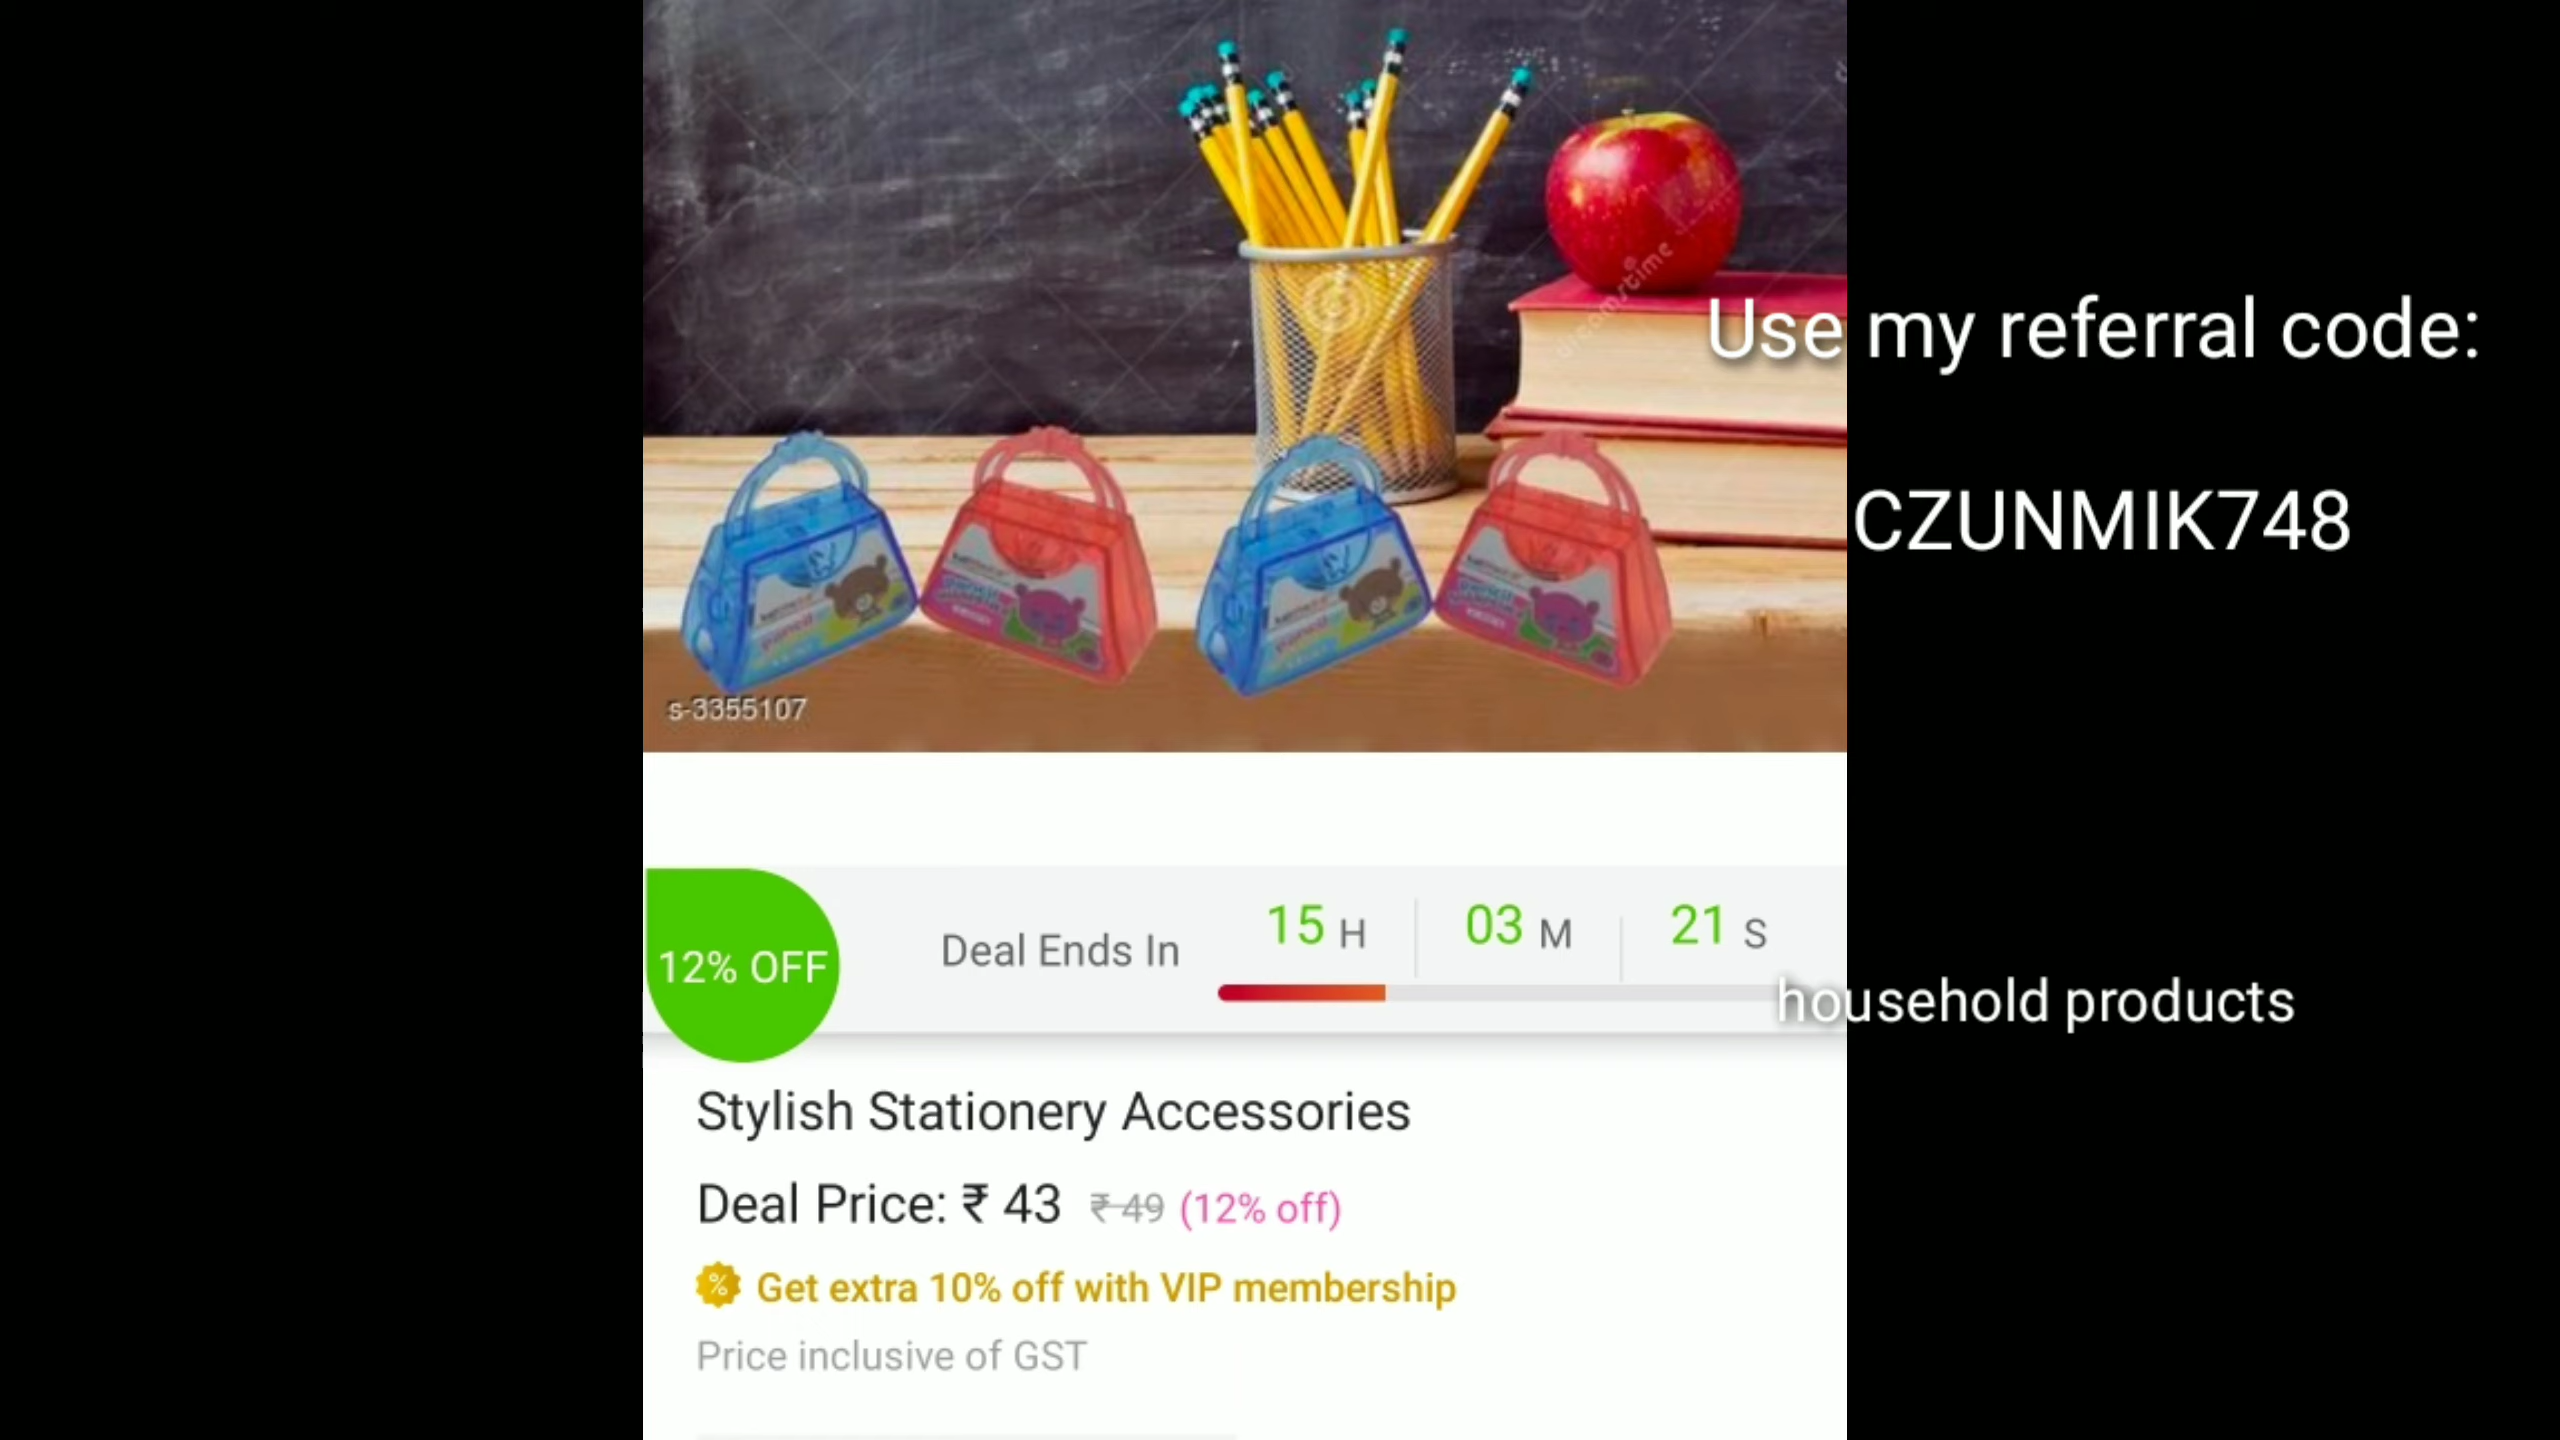 dreamstime
Use my referral code:
CZUNMIK748
s-3355107
12% OFF
Deal Ends In
15 H
03 M
21 S
household products
Stylish Stationery Accessories
Deal Price: ₹ 43 ₹ 49 (12% off)
% Get extra 10% off with VIP membership
Price inclusive of GST